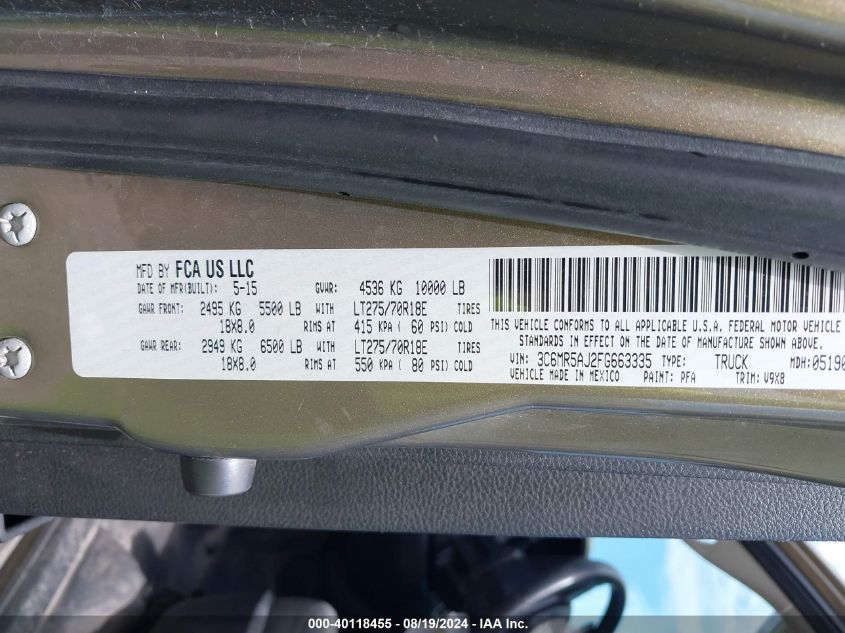 MFD BY FCA US LLC
DATE OF MFR(BUILT): 5-15 GVWR: 4536 KG 10000 LB
GAWR FRONT: 2495 KG 5500 LB WITH LT275/70R18E TIRES
18X8.0 RIMS AT 415 KPA ( 60 PSI) COLD
GAWR REAR: 2949 KG 6500 LB WITH LT275/70R18E TIRES
18X8.0 RIMS AT 550 KPA ( 80 PSI) COLD
THIS VEHICLE CONFORMS TO ALL APPLICABLE U.S.A. FEDERAL MOTOR VEHICLE
STANDARDS IN EFFECT ON THE DATE OF MANUFACTURE SHOWN ABOVE.
VIN: 3C6MR5AJ2FG663335 TYPE: TRUCK MDH:05190
VEHICLE MADE IN MEXICO PAINT: PFA TRIM: V9X8
000-40118455 - 08/19/2024 - IAA Inc.